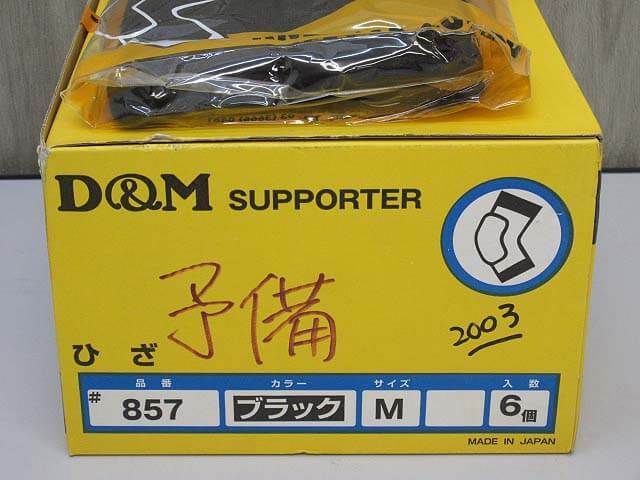 D&M SUPPORTER
予備
2003
ひざ
品番 カラー サイズ 入数
# 857 ブラック M 6個
MADE IN JAPAN